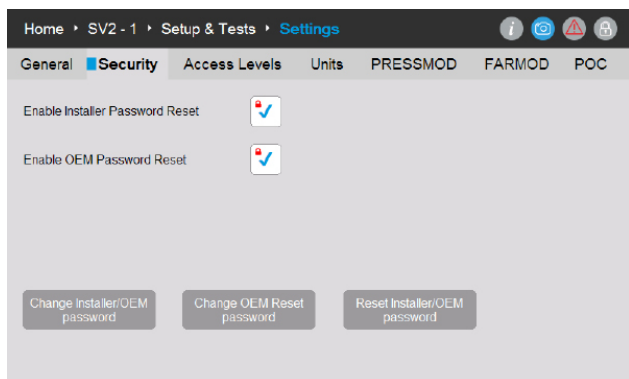 Home ‣ SV2 - 1 ‣ Setup & Tests ‣ Settings
General Security Access Levels Units PRESSMOD FARMOD POC
Enable Installer Password Reset
Enable OEM Password Reset
Change Installer/OEM
password
Change OEM Reset
password
Reset Installer/OEM
password